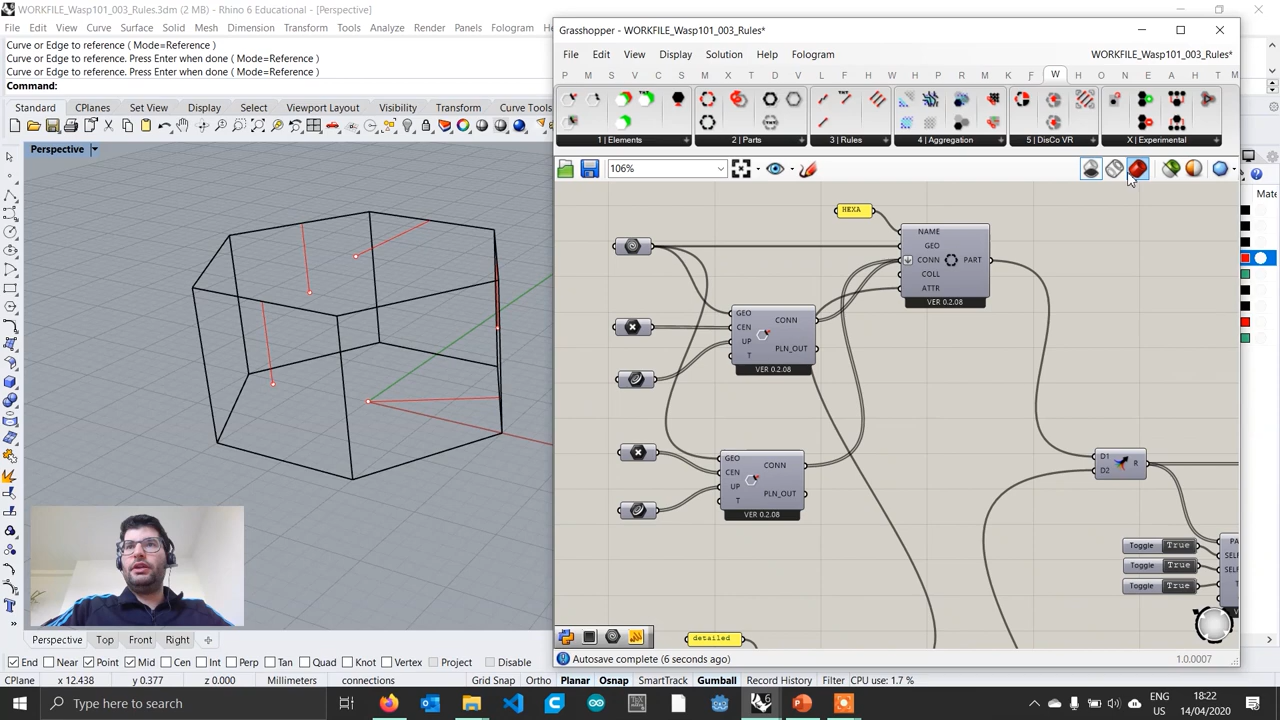 WORKFILE_Wasp101_003_Rules.3dm (2 MB) - Rhino 6 Educational - [Perspective]
File Edit View Curve Surface Solid Mesh Dimension Transform Tools Analyze Render Panels Fologram
Curve or Edge to reference ( Mode=Reference )
Curve or Edge to reference. Press Enter when done ( Mode=Reference )
Curve or Edge to reference. Press Enter when done ( Mode=Reference )
Command:
Standard CPlanes Set View Display Select Viewport Layout Visibility Transform Curve Tools
Perspective
Grasshopper - WORKFILE_Wasp101_003_Rules*
File Edit View Display Solution Help Fologram
WORKFILE_Wasp101_003_Rules*
P M S V C S M X T D V L F H W H P M U W H O N E H T M
1 | Elements 2 | Parts 3 | Rules 4 | Aggregation 5 | DisCo VR X | Experimental
106%
Mate
HEXA
NAME
GEO
CONN PART
COLL
ATTR
VER 0.2.08
GEO
CEN CONN
UP
T PLN_OUT
VER 0.2.08
GEO
CEN CONN
UP
T PLN_OUT
VER 0.2.08
D1
D2 R
Toggle True
Toggle True
Toggle True
PA
SELF
SELF
T
detailed
Autosave complete (6 seconds ago)
1.0.0007
Perspective Top Front Right
End Near Point Mid Cen Int Perp Tan Quad Knot Vertex Project Disable
CPlane x 12.438 y 0.377 z 0.000 Millimeters connections Grid Snap Ortho Planar Osnap SmartTrack Gumball Record History Filter CPU use: 1.7 %
Type here to search
ENG
US
18:22
14/04/2020